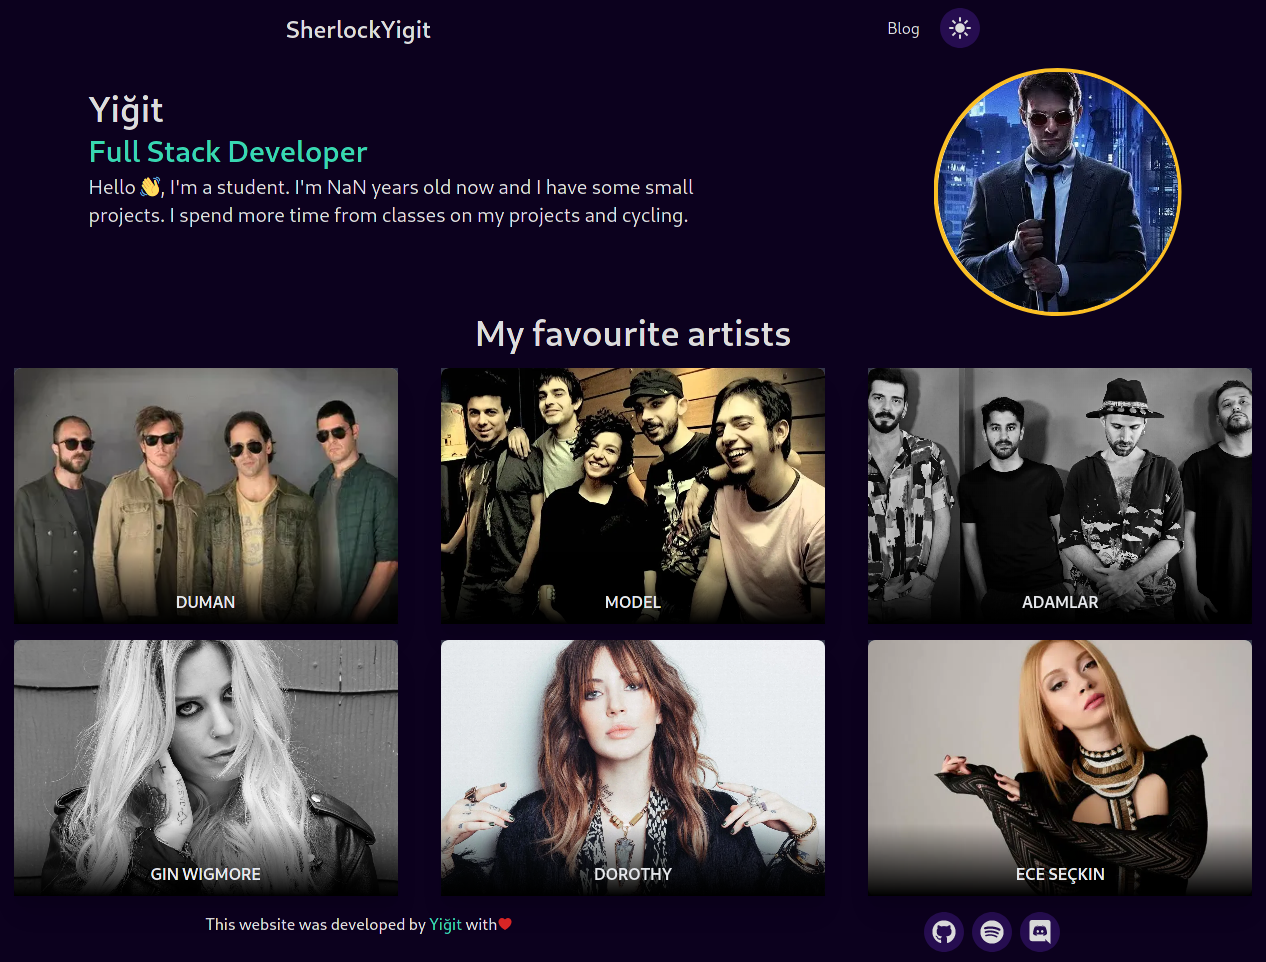 SherlockYigit
Blog
Yiğit
Full Stack Developer
Hello 👋, I'm a student. I'm NaN years old now and I have some small
projects. I spend more time from classes on my projects and cycling.
My favourite artists
DUMAN
MODEL
ADAMLAR
GIN WIGMORE
DOROTHY
ECE SEÇKIN
This website was developed by Yiğit with❤